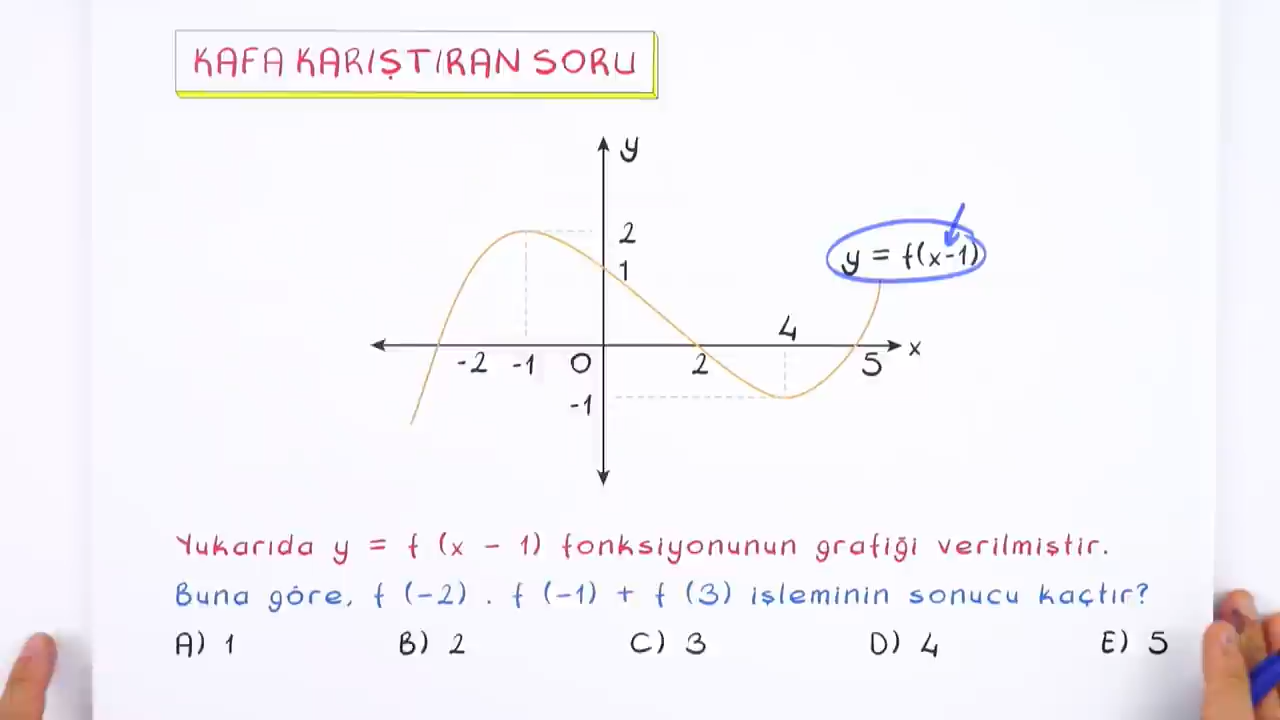 KAFA KARIŞTIRAN SORU
y
2
y = f(x-1)
1
4
-2 -1 0 2 5 x
-1
Yukarıda y = f (x - 1) fonksiyonunun grafiği verilmiştir.
Buna göre, f (-2) . f (-1) + f (3) işleminin sonucu kaçtır?
A) 1 B) 2 C) 3 D) 4 E) 5